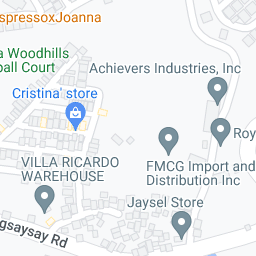 spressoxJoanna
a Woodhills
ball Court
Achievers Industries, Inc
Cristina' store
Roy
VILLA RICARDO
WAREHOUSE
FMCG Import and
Distribution Inc
Jaysel Store
gsaysay Rd